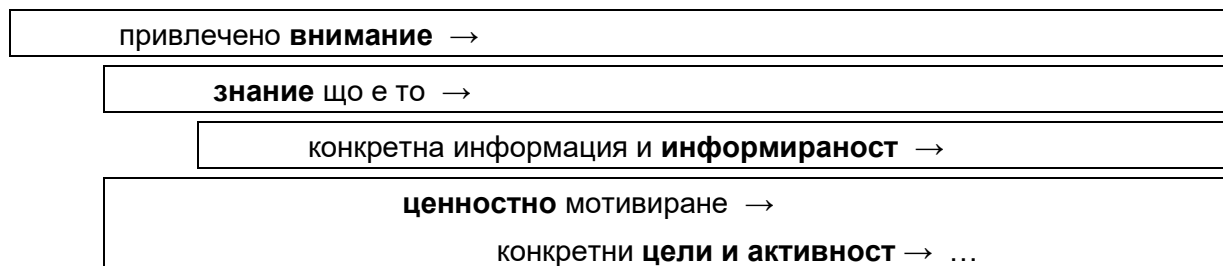 привлечено внимание →
знание що е то →
конкретна информация и информираност →
ценностно мотивиране →
конкретни цели и активност → …